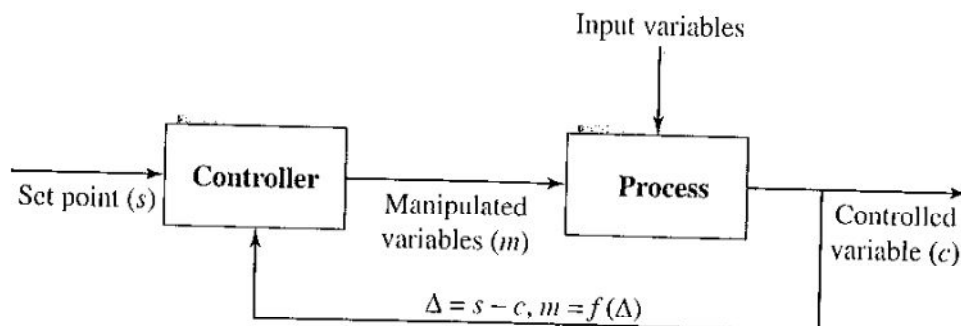 Input variables
Controller
Process
Set point (s)
Manipulated
variables (m)
Controlled
variable (c)
Δ = s − c, m = f(Δ)